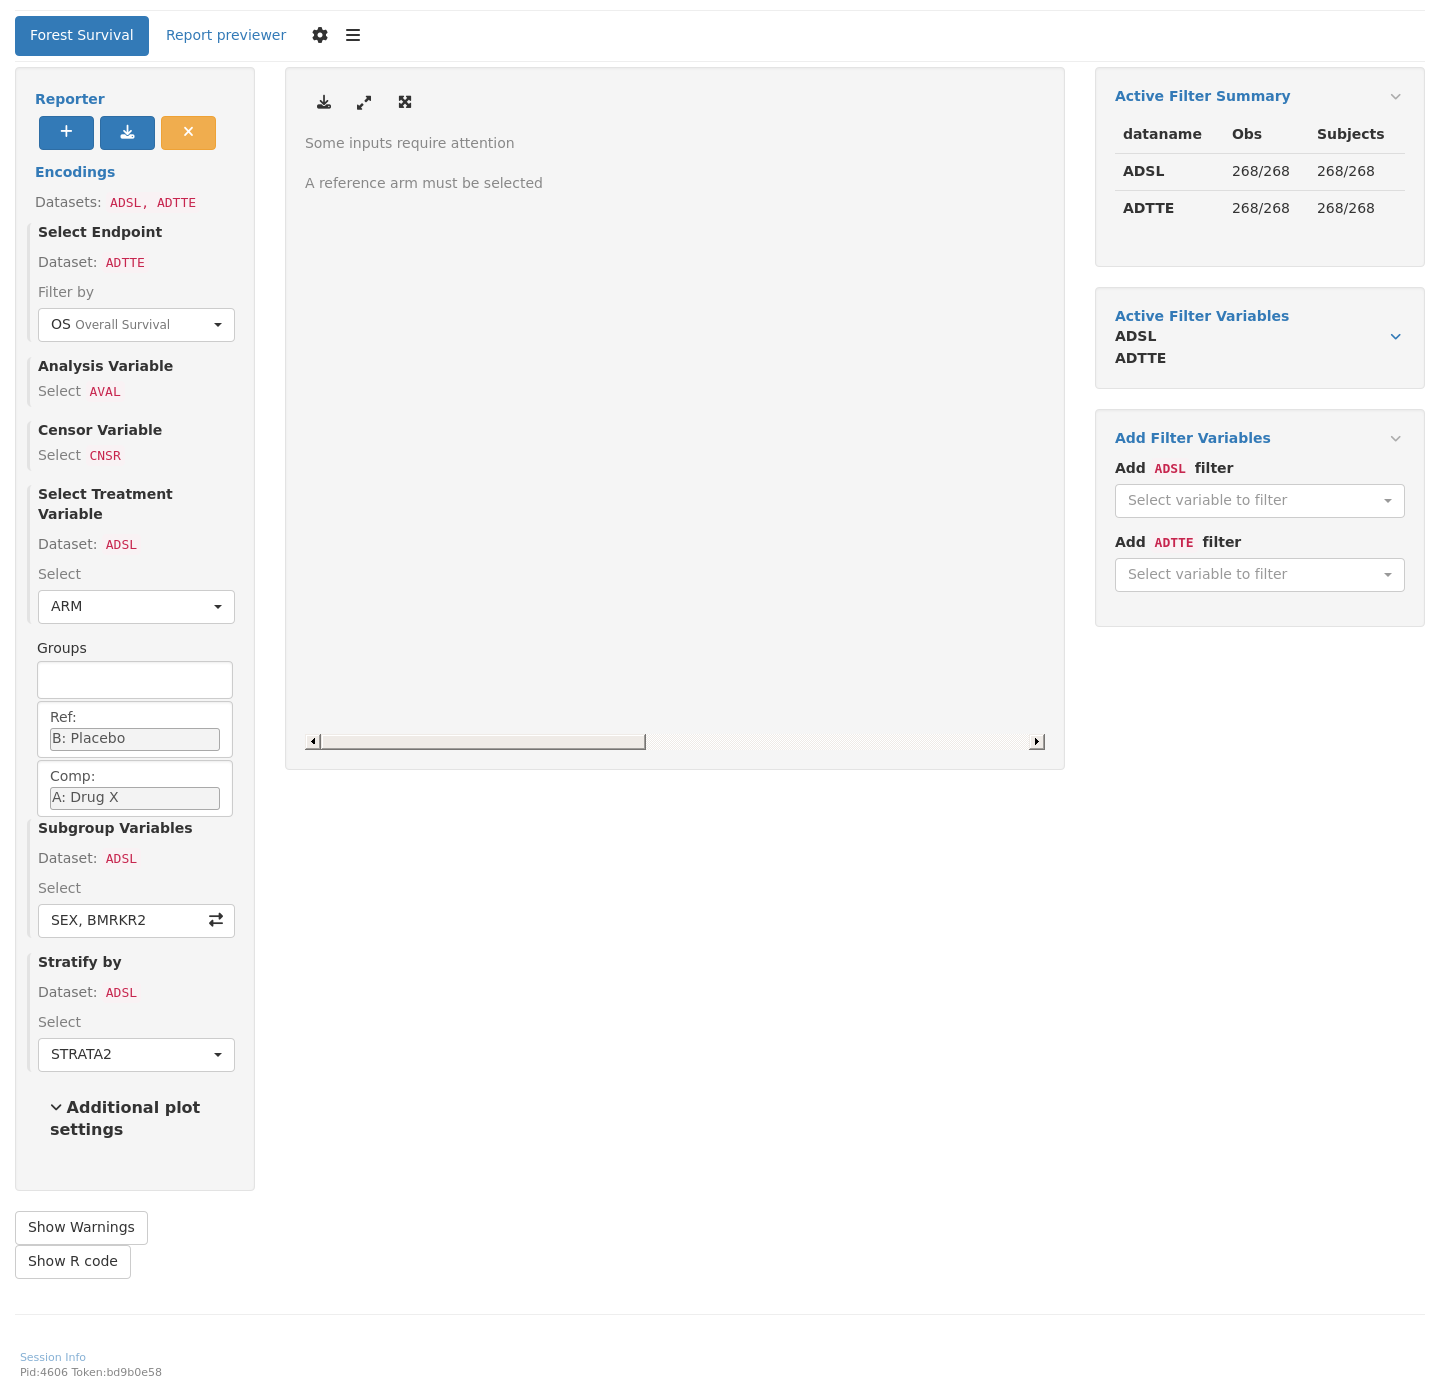 Forest Survival
Report previewer
Reporter
Encodings
Datasets: ADSL, ADTTE
Select Endpoint
Dataset: ADTTE
Filter by
OS Overall Survival
Analysis Variable
Select AVAL
Censor Variable
Select CNSR
Select Treatment
Variable
Dataset: ADSL
Select
ARM
Groups
Ref:
B: Placebo
Comp:
A: Drug X
Subgroup Variables
Dataset: ADSL
Select
SEX, BMRKR2
Stratify by
Dataset: ADSL
Select
STRATA2
Additional plot
settings
Show Warnings
Show R code
Some inputs require attention
A reference arm must be selected
Active Filter Summary
dataname Obs Subjects
ADSL 268/268 268/268
ADTTE 268/268 268/268
Active Filter Variables
ADSL
ADTTE
Add Filter Variables
Add ADSL filter
Select variable to filter
Add ADTTE filter
Select variable to filter
Session Info
Pid:4606 Token:bd9b0e58